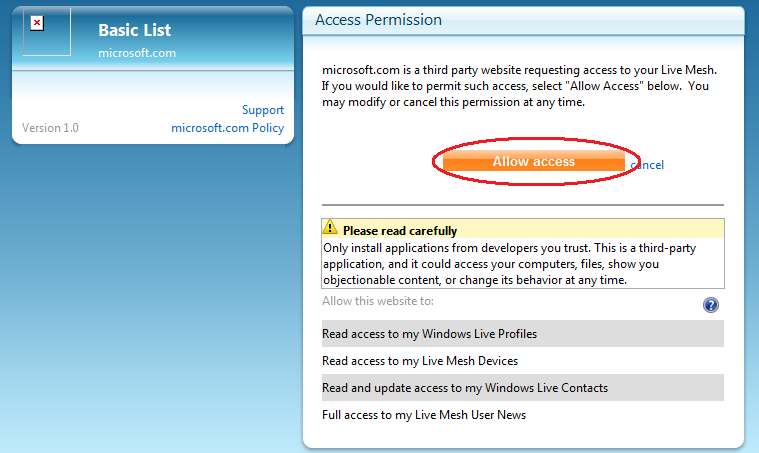 Basic List
microsoft.com
Support
Version 1.0
microsoft.com Policy
Access Permission
microsoft.com is a third party website requesting access to your Live Mesh.
If you would like to permit such access, select "Allow Access" below. You
may modify or cancel this permission at any time.
Allow access
cancel
Please read carefully
Only install applications from developers you trust. This is a third-party
application, and it could access your computers, files, show you
objectionable content, or change its behavior at any time.
Allow this website to:
Read access to my Windows Live Profiles
Read access to my Live Mesh Devices
Read and update access to my Windows Live Contacts
Full access to my Live Mesh User News